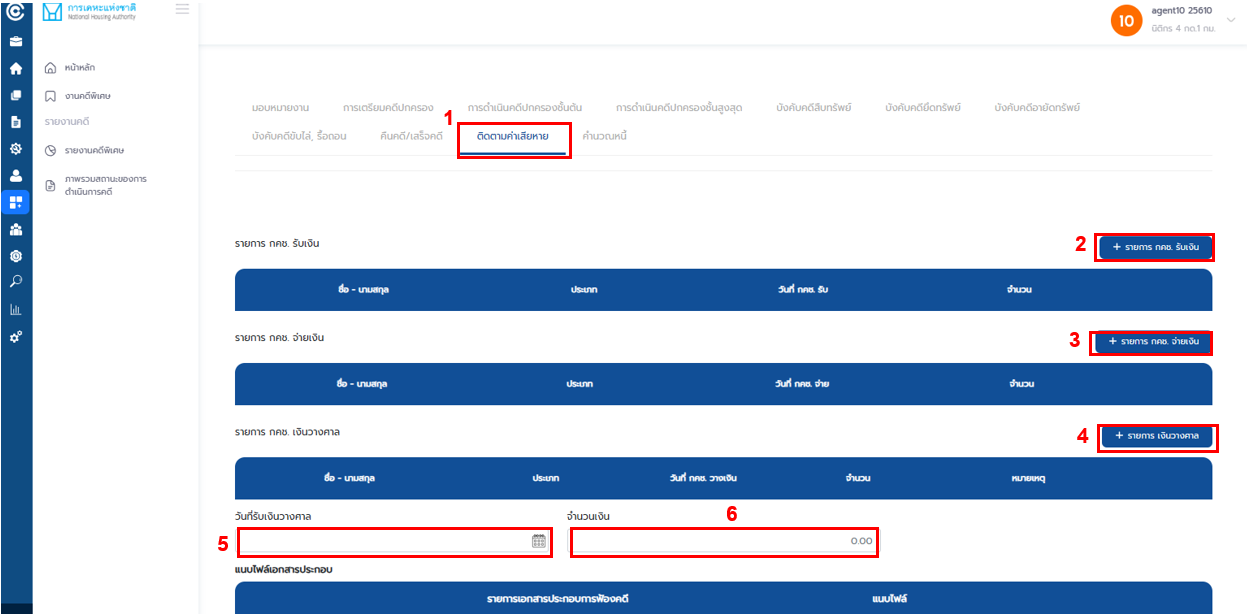 การเคหะแห่งชาติ
National Housing Authority
agent10 25610
10
นิติกร 4 กด.1 กม.
หน้าหลัก
งานคดีพิเศษ
รายงานคดี
รายงานคดีพิเศษ
ภาพรวมสถานะของการ
ดำเนินการคดี
มอบหมายงาน การเตรียมคดีปกครอง การดำเนินคดีปกครองชั้นต้น การดำเนินคดีปกครองชั้นสูงสุด บังคับคดีสืบทรัพย์ บังคับคดียึดทรัพย์ บังคับคดีอายัดทรัพย์
1
บังคับคดีขับไล่, รื้อถอน คืนคดี/เสร็จคดี ติดตามค่าเสียหาย คำนวณหนี้
รายการ กคช. รับเงิน 2 + รายการ กคช. รับเงิน
ชื่อ - นามสกุล ประเภท วันที่ กคช. รับ จำนวน
รายการ กคช. จ่ายเงิน 3 + รายการ กคช. จ่ายเงิน
ชื่อ - นามสกุล ประเภท วันที่ กคช. จ่าย จำนวน
รายการ กคช. เงินวางศาล 4 + รายการ เงินวางศาล
ชื่อ - นามสกุล ประเภท วันที่ กคช. วางเงิน จำนวน หมายเหตุ
วันที่รับเงินวางศาล จำนวนเงิน 6
5 0.00
แนบไฟล์เอกสารประกอบ
รายการเอกสารประกอบการฟ้องคดี แนบไฟล์